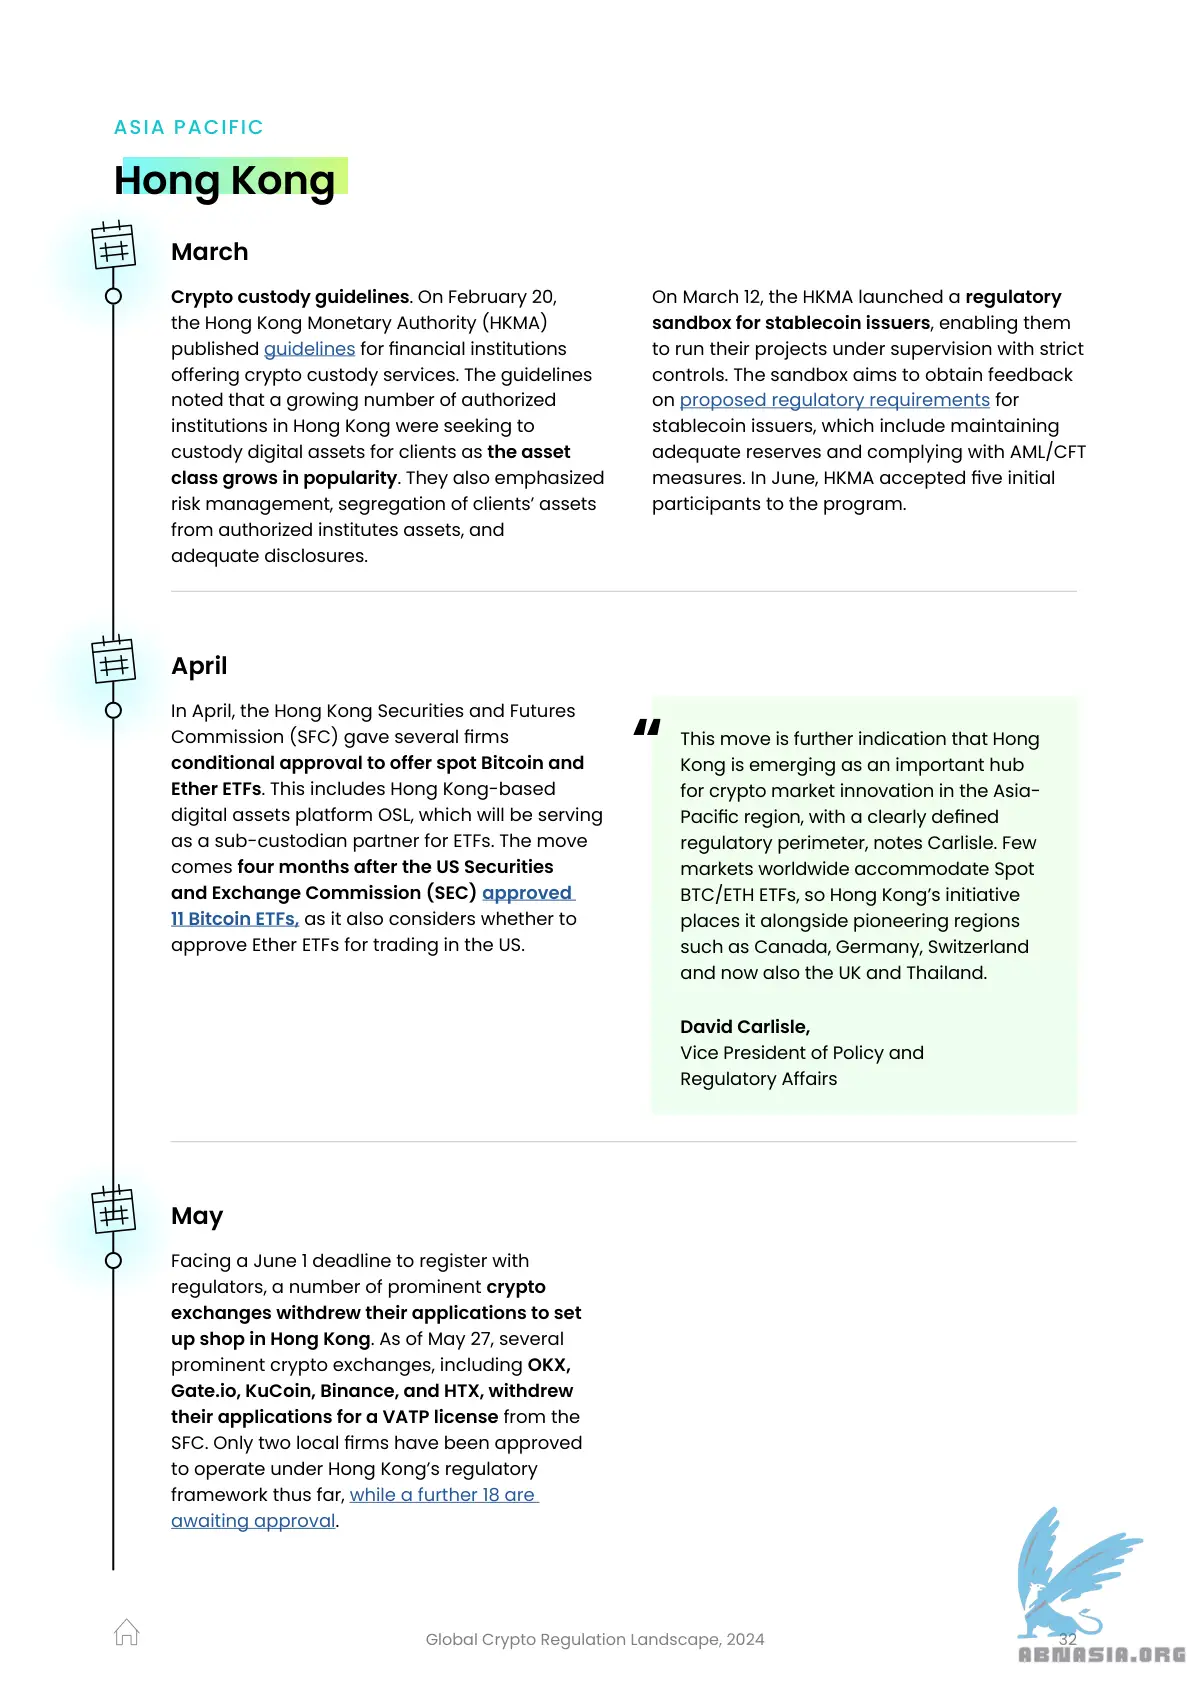 ASIA PACIFIC
Hong Kong
March
Crypto custody guidelines. On February 20,
the Hong Kong Monetary Authority (HKMA)
published guidelines for financial institutions
offering crypto custody services. The guidelines
noted that a growing number of authorized
institutions in Hong Kong were seeking to
custody digital assets for clients as the asset
class grows in popularity. They also emphasized
risk management, segregation of clients’ assets
from authorized institutes assets, and
adequate disclosures.
On March 12, the HKMA launched a regulatory
sandbox for stablecoin issuers, enabling them
to run their projects under supervision with strict
controls. The sandbox aims to obtain feedback
on proposed regulatory requirements for
stablecoin issuers, which include maintaining
adequate reserves and complying with AML/CFT
measures. In June, HKMA accepted five initial
participants to the program.
April
In April, the Hong Kong Securities and Futures
Commission (SFC) gave several firms
conditional approval to offer spot Bitcoin and
Ether ETFs. This includes Hong Kong-based
digital assets platform OSL, which will be serving
as a sub-custodian partner for ETFs. The move
comes four months after the US Securities
and Exchange Commission (SEC) approved
11 Bitcoin ETFs, as it also considers whether to
approve Ether ETFs for trading in the US.
“
This move is further indication that Hong
Kong is emerging as an important hub
for crypto market innovation in the Asia-
Pacific region, with a clearly defined
regulatory perimeter, notes Carlisle. Few
markets worldwide accommodate Spot
BTC/ETH ETFs, so Hong Kong’s initiative
places it alongside pioneering regions
such as Canada, Germany, Switzerland
and now also the UK and Thailand.
David Carlisle,
Vice President of Policy and
Regulatory Affairs
May
Facing a June 1 deadline to register with
regulators, a number of prominent crypto
exchanges withdrew their applications to set
up shop in Hong Kong. As of May 27, several
prominent crypto exchanges, including OKX,
Gate.io, KuCoin, Binance, and HTX, withdrew
their applications for a VATP license from the
SFC. Only two local firms have been approved
to operate under Hong Kong’s regulatory
framework thus far, while a further 18 are
awaiting approval.
Global Crypto Regulation Landscape, 2024
32
ABNASIA.ORG